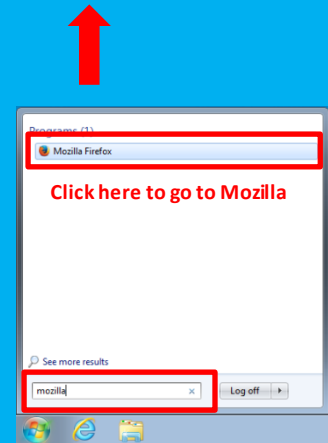 Programs (1)
Mozilla Firefox
Click here to go to Mozilla
See more results
mozilla
Log off